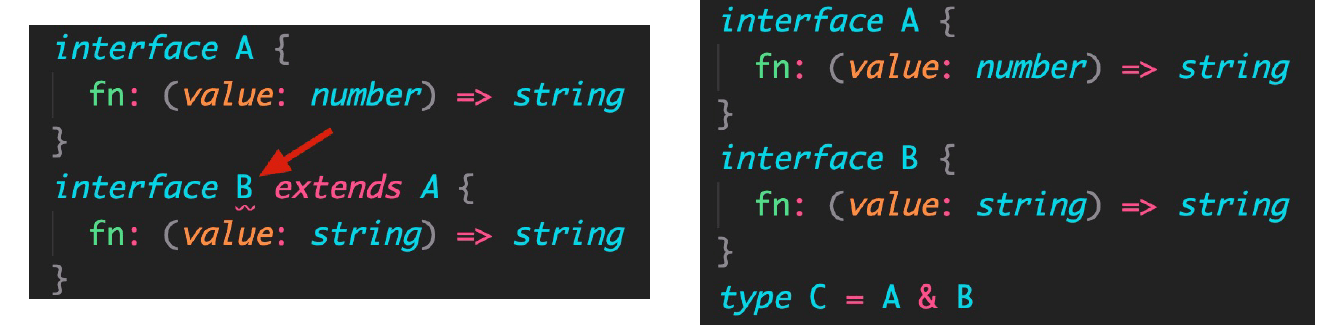 interface A {
fn: (value: number) => string
}
interface B extends A {
fn: (value: string) => string
}
interface A {
fn: (value: number) => string
}
interface B {
fn: (value: string) => string
}
type C = A & B